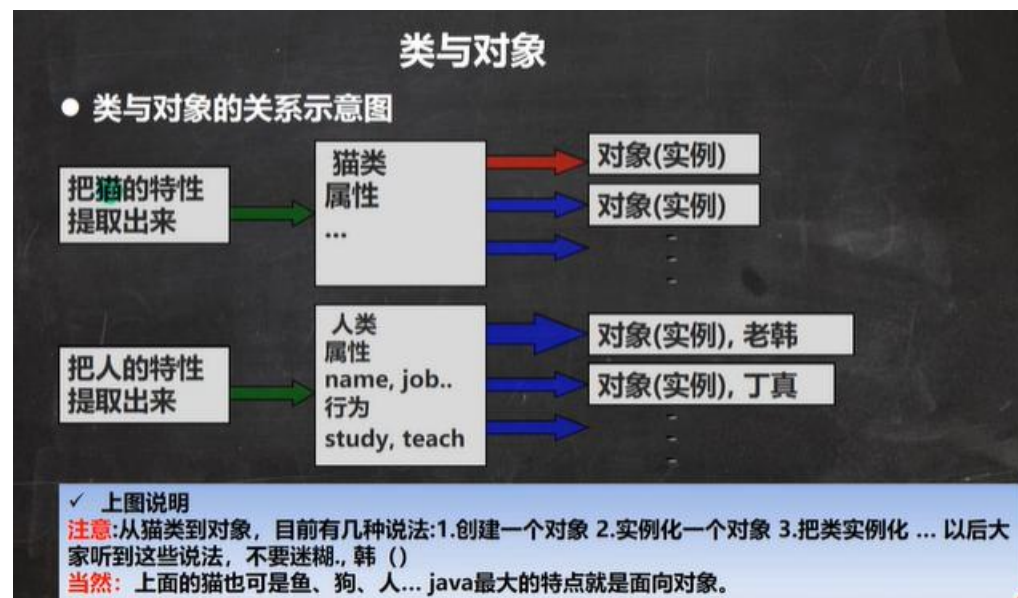 类与对象
● 类与对象的关系示意图
把猫的特性
提取出来
猫类
属性
...
对象(实例)
对象(实例)
把人的特性
提取出来
人类
属性
name, job..
行为
study, teach
对象(实例), 老韩
对象(实例), 丁真
✓ 上图说明
注意:从猫类到对象，目前有几种说法:1.创建一个对象 2.实例化一个对象 3.把类实例化 ... 以后大
家听到这些说法，不要迷糊., 韩（）
当然：上面的猫也可是鱼、狗、人... java最大的特点就是面向对象。